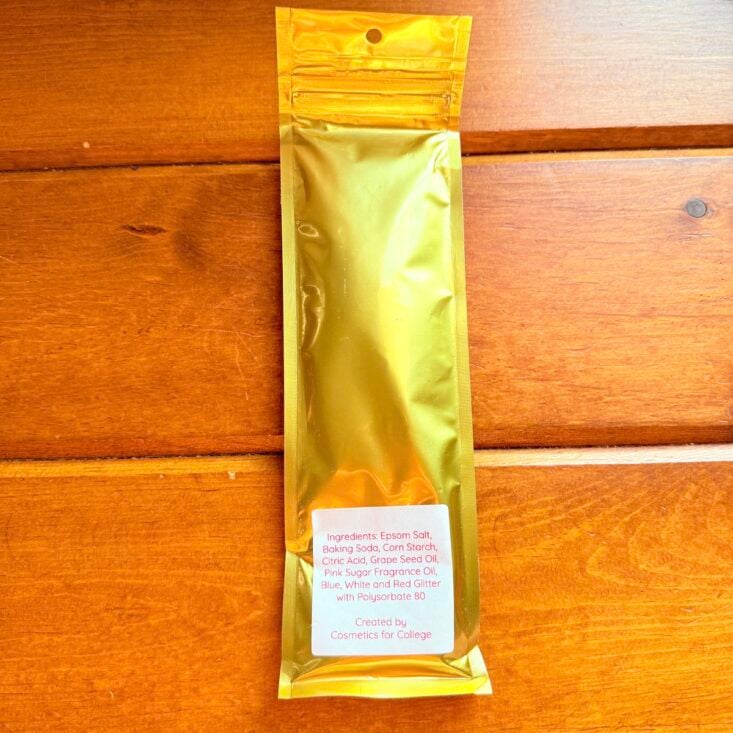 Ingredients: Epsom Salt,
Baking Soda, Corn Starch,
Citric Acid, Grape Seed Oil,
Pink Sugar Fragrance Oil,
Blue, White and Red Glitter
with Polysorbate 80
Created by
Cosmetics for College